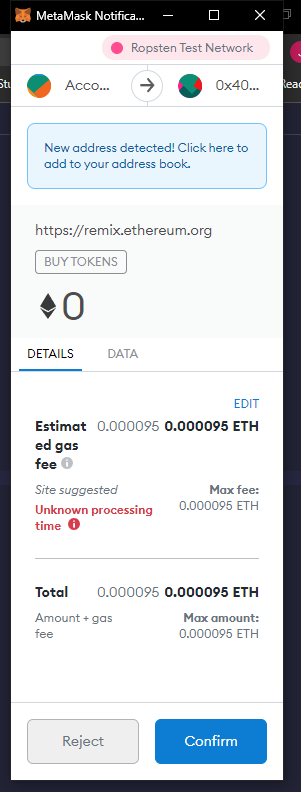 MetaMask Notifica...
Ropsten Test Network
Acco... 0x40...
New address detected! Click here to
add to your address book.
https://remix.ethereum.org
BUY TOKENS
0
DETAILS DATA
EDIT
Estimat 0.000095 0.000095 ETH
ed gas
fee
Site suggested Max fee:
Unknown processing 0.000095 ETH
time
Total 0.000095 0.000095 ETH
Amount + gas Max amount:
fee 0.000095 ETH
Reject Confirm